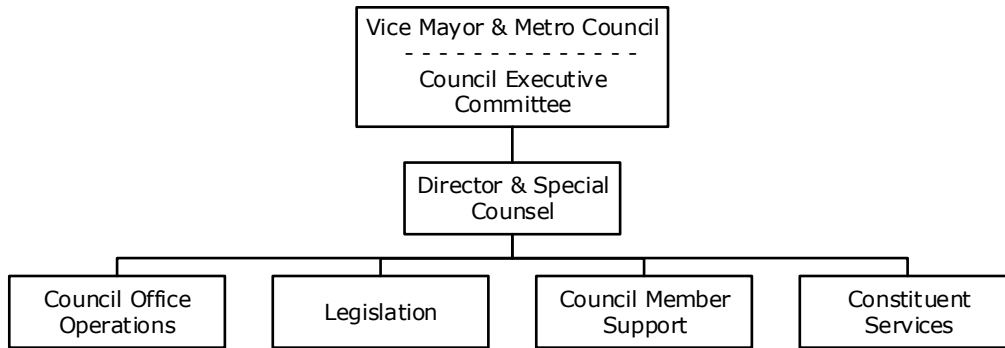 Vice Mayor & Metro Council
Council Executive
Committee
Director & Special
Counsel
Council Office
Operations
Legislation
Council Member
Support
Constituent
Services